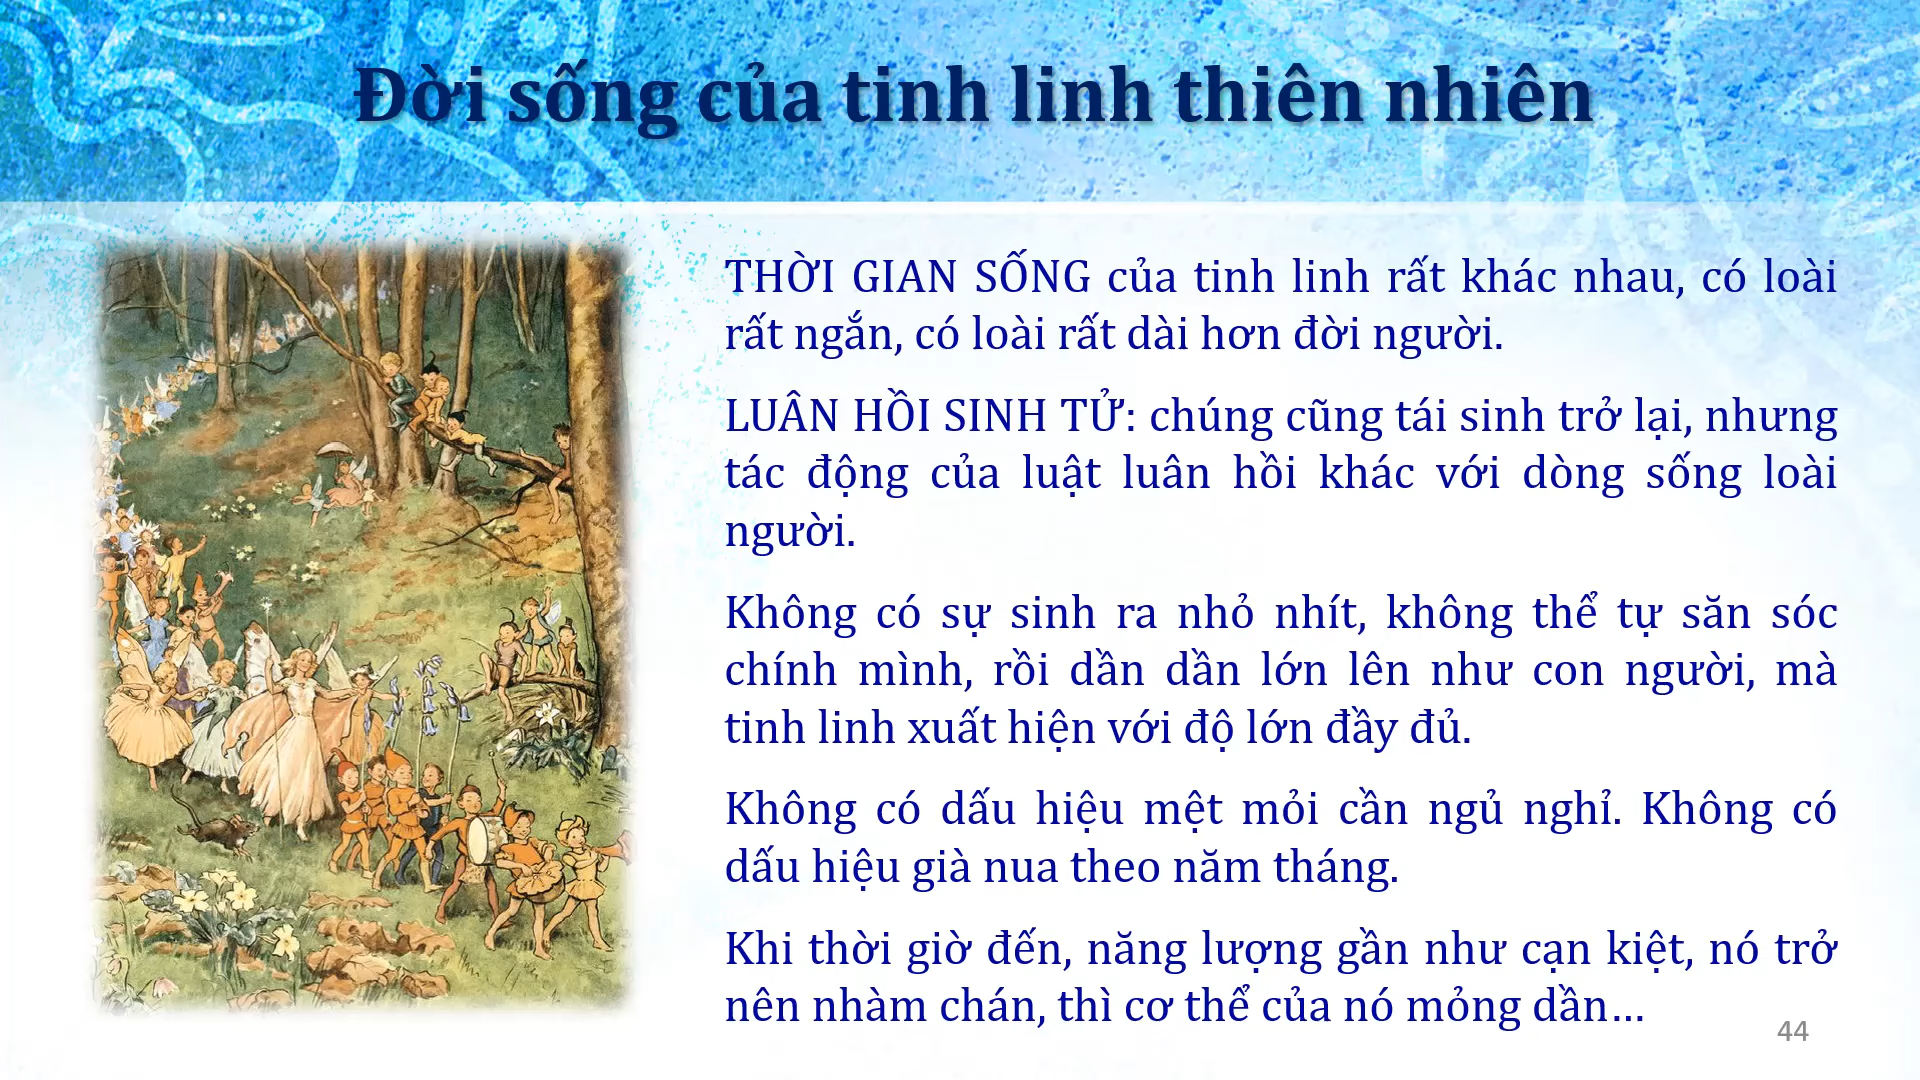 Đời sống của tinh linh thiên nhiên
THỜI GIAN SỐNG của tinh linh rất khác nhau, có loài
rất ngắn, có loài rất dài hơn đời người.
LUÂN HỒI SINH TỬ: chúng cũng tái sinh trở lại, nhưng
tác động của luật luân hồi khác với dòng sống loài
người.
Không có sự sinh ra nhỏ nhít, không thể tự săn sóc
chính mình, rồi dần dần lớn lên như con người, mà
tinh linh xuất hiện với độ lớn đầy đủ.
Không có dấu hiệu mệt mỏi cần ngủ nghỉ. Không có
dấu hiệu già nua theo năm tháng.
Khi thời giờ đến, năng lượng gần như cạn kiệt, nó trở
nên nhàm chán, thì cơ thể của nó mỏng dần…
44